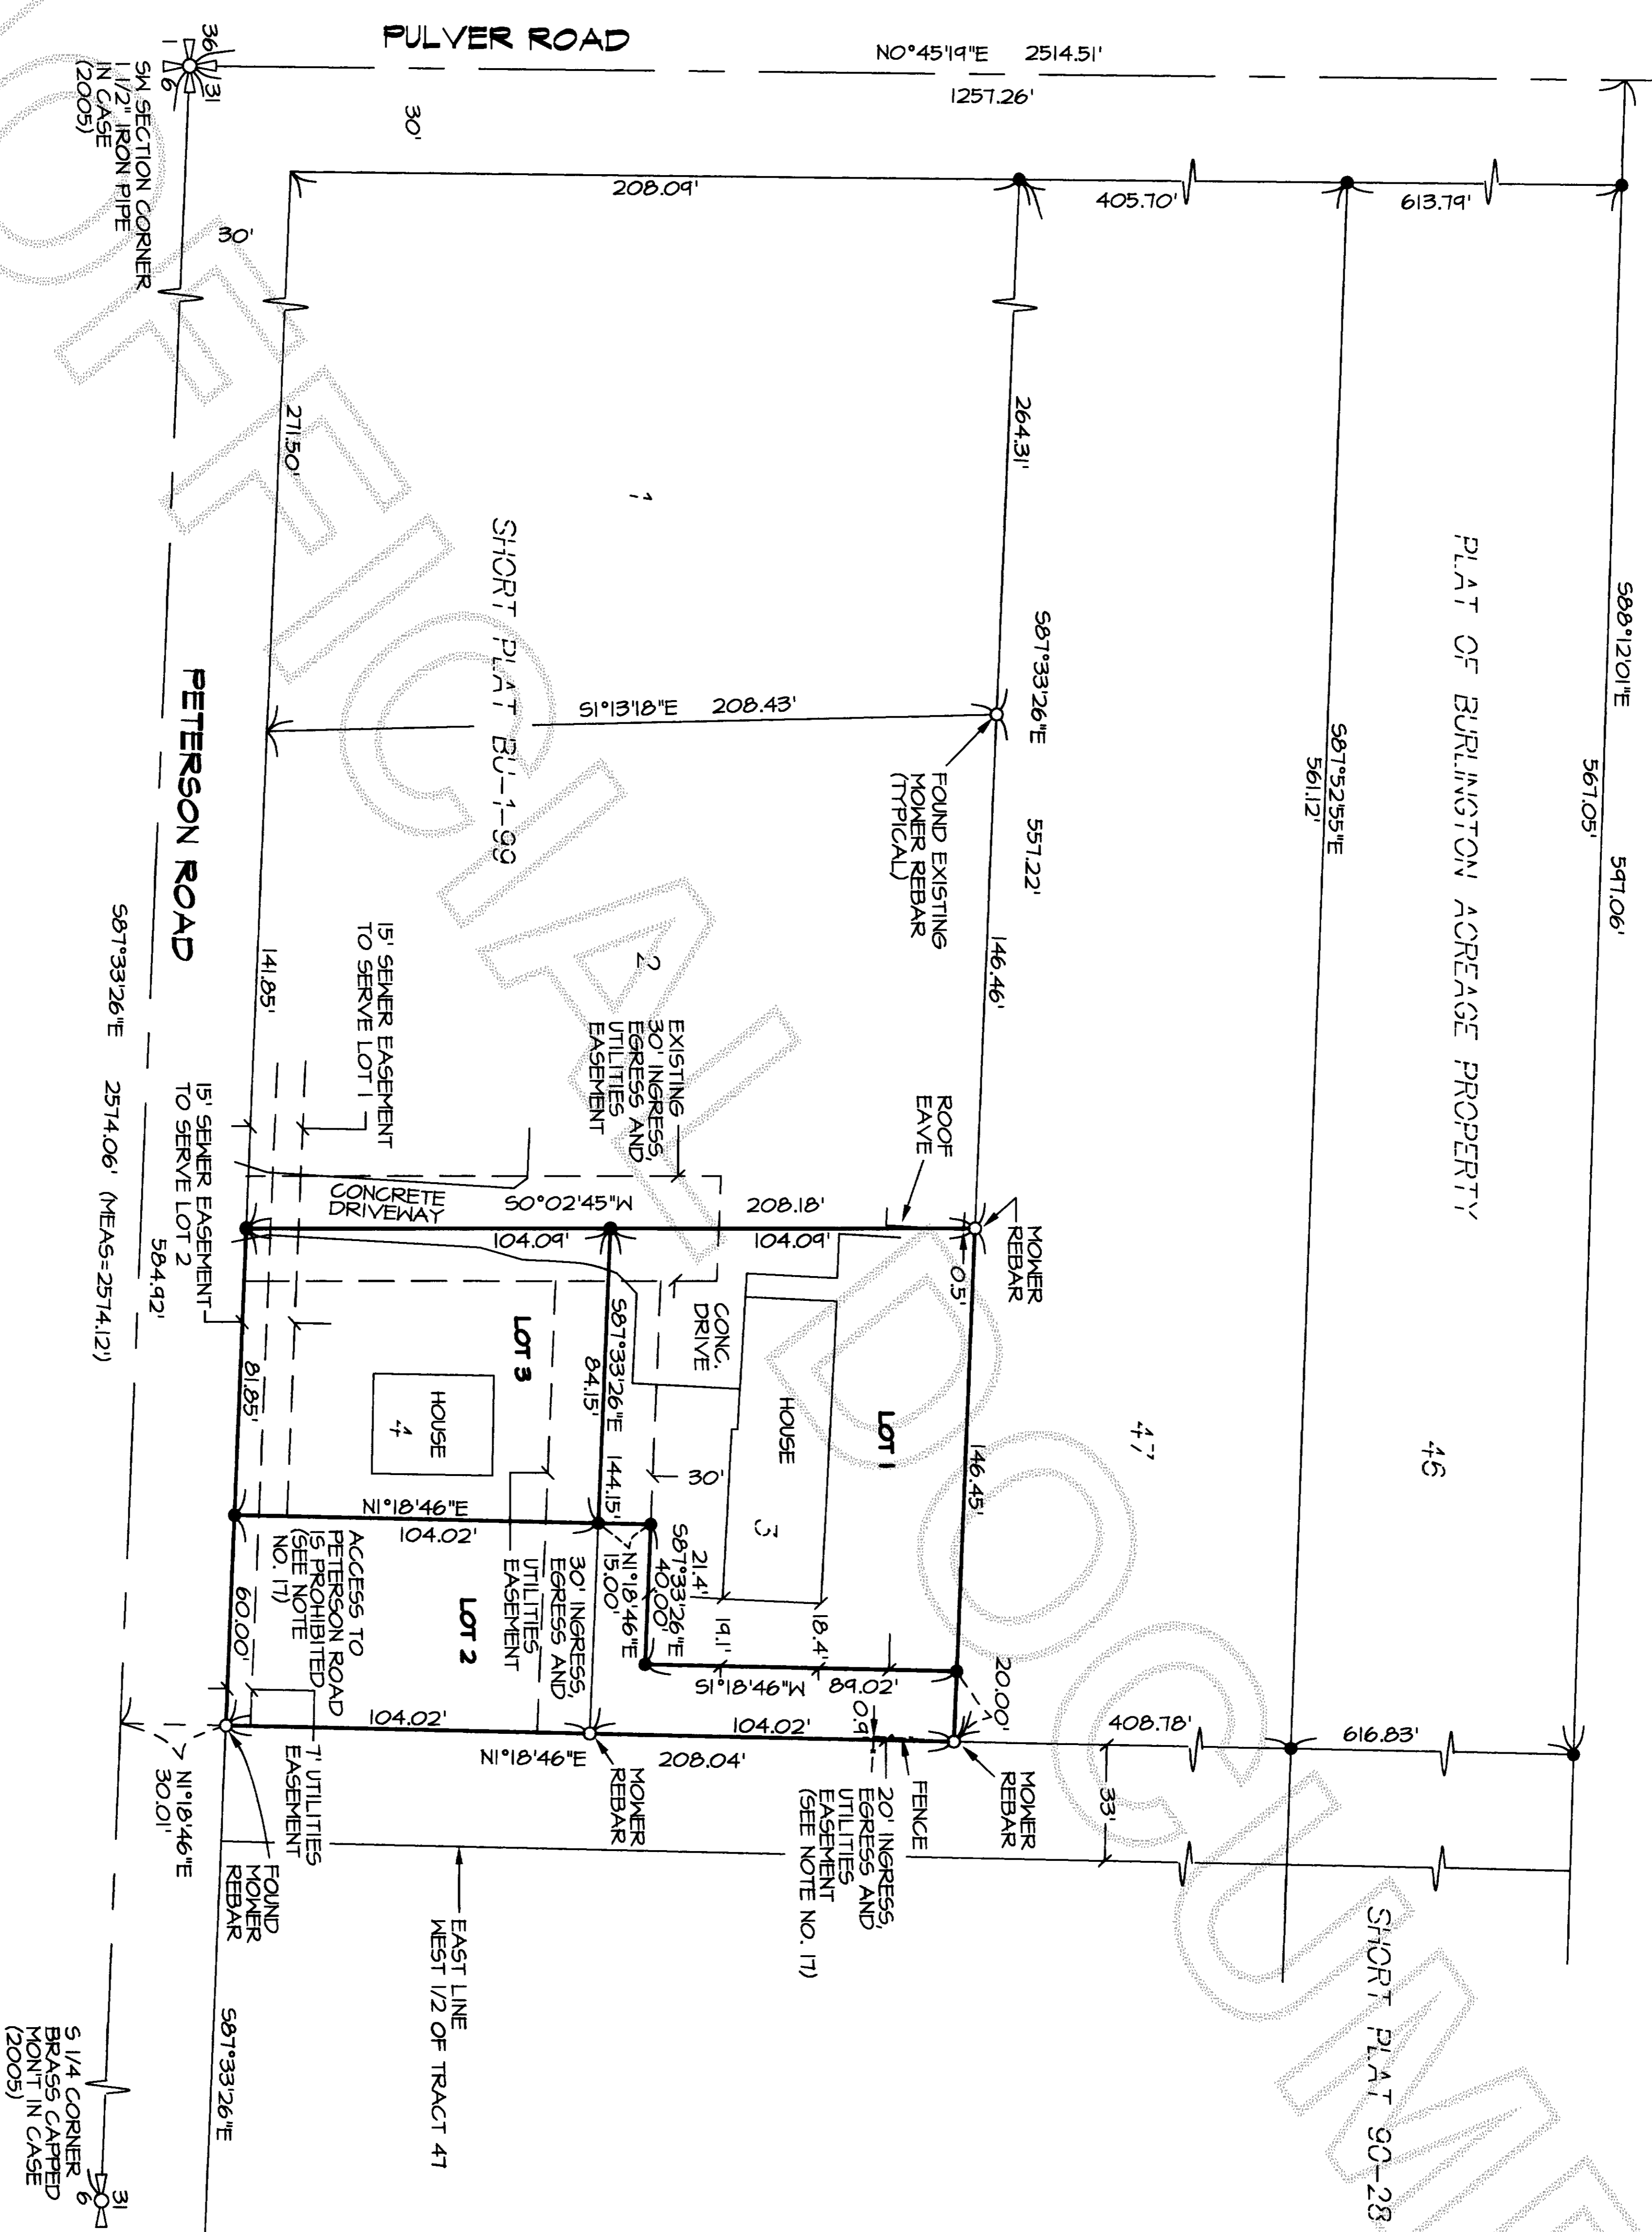 PULVER ROAD
N0°45'19"E 2514.51'
1257.26'
36
31
1
6
SW SECTION CORNER
1 1/2" IRON PIPE
IN CASE
(2005)
30'
30'
208.09'
405.70'
613.79'
271.50'
264.31'
1
SHORT PLAT BU-1-99
S88°12'01"E
567.05'
597.06'
PLAT OF BURLINGTON ACREAGE PROPERTY
S87°52'55"E
561.12'
S87°33'26"E
557.22'
S1°13'18"E 208.43'
FOUND EXISTING
MOWER REBAR
(TYPICAL)
PETERSON ROAD
S87°33'26"E 2574.06' (MEAS=2574.12')
584.92'
141.85'
146.46'
2
15' SEWER EASEMENT
TO SERVE LOT 1
EXISTING
30' INGRESS,
EGRESS AND
UTILITIES
EASEMENT
ROOF
EAVE
15' SEWER EASEMENT
TO SERVE LOT 2
CONCRETE
DRIVEWAY
S0°02'45"W
208.18'
104.09'
104.09'
0.5'
MOWER
REBAR
CONC.
DRIVE
LOT 3
HOUSE
4
81.85'
S87°33'26"E
84.15'
144.15'
HOUSE
3
LOT 1
146.45'
47
46
30'
N1°18'46"E
104.02'
ACCESS TO
PETERSON ROAD
IS PROHIBITED
(SEE NOTE
NO. 17)
60.00'
LOT 2
30' INGRESS,
EGRESS AND
UTILITIES
EASEMENT
N1°18'46"E
15.00'
S87°33'26"E
40.00'
21.4'
19.1'
18.4'
S1°18'46"W 89.02'
20.00'
0.9'
104.02'
104.02'
N1°18'46"E
208.04'
408.78'
616.83'
33'
MOWER
REBAR
MOWER
REBAR
FENCE
20' INGRESS,
EGRESS AND
UTILITIES
EASEMENT
(SEE NOTE NO. 17)
7' UTILITIES
EASEMENT
N1°18'46"E
30.01'
FOUND
MOWER
REBAR
EAST LINE
WEST 1/2 OF TRACT 47
SHORT PLAT 90-28
S87°33'26"E
S 1/4 CORNER
BRASS CAPPED
MON'T IN CASE
(2005)
31
6
OFFICIAL DOCUME